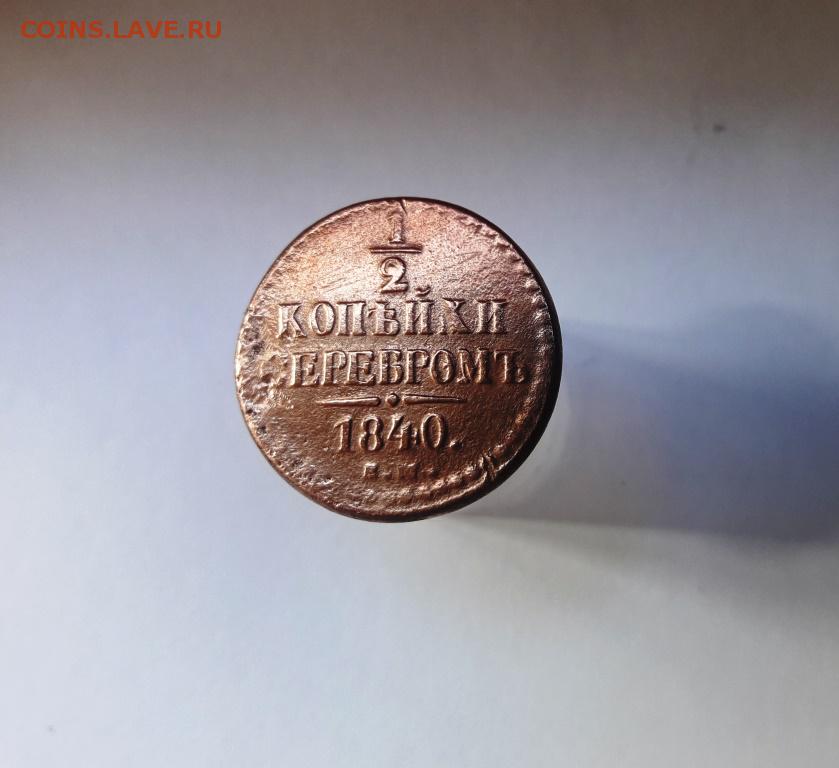 COINS.LAVE.RU
1
2
КОПѢЙКИ
СЕРЕБРОМЪ
1840.